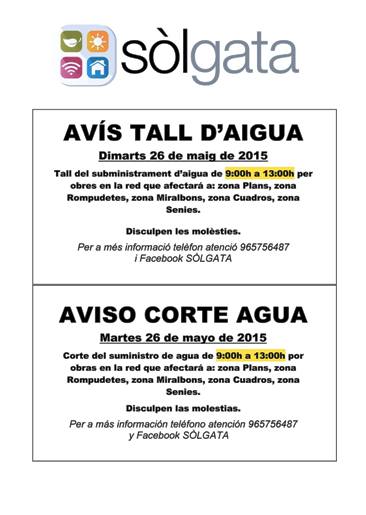 sòlgata
AVÍS TALL D'AIGUA
Dimarts 26 de maig de 2015
Tall del subministrament d'aigua de 9:00h a 13:00h per
obres en la red que afectará a: zona Plans, zona
Rompudetes, zona Miralbons, zona Cuadros, zona
Senies.
Disculpen les molèsties.
Per a més informació telèfon atenció 965756487
i Facebook SÒLGATA
AVISO CORTE AGUA
Martes 26 de mayo de 2015
Corte del suministro de agua de 9:00h a 13:00h por
obras en la red que afectará a: zona Plans, zona
Rompudetes, zona Miralbons, zona Cuadros, zona
Senies.
Disculpen las molestias.
Per a más información teléfono atención 965756487
y Facebook SÒLGATA